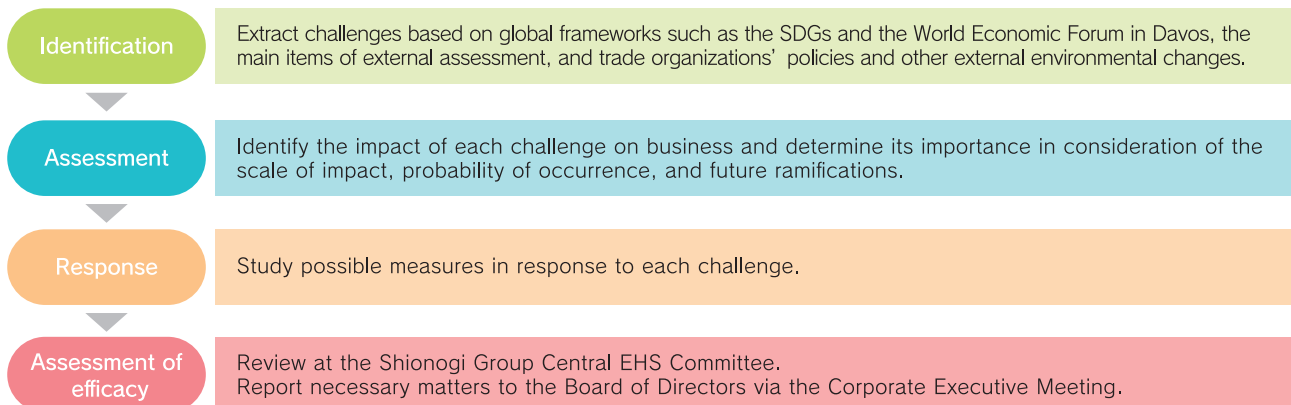 Identification
Extract challenges based on global frameworks such as the SDGs and the World Economic Forum in Davos, the
main items of external assessment, and trade organizations' policies and other external environmental changes.
Assessment
Identify the impact of each challenge on business and determine its importance in consideration of the
scale of impact, probability of occurrence, and future ramifications.
Response
Study possible measures in response to each challenge.
Assessment of
efficacy
Review at the Shionogi Group Central EHS Committee.
Report necessary matters to the Board of Directors via the Corporate Executive Meeting.